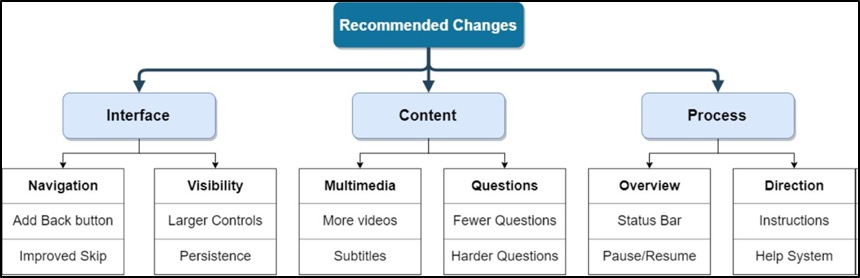 Recommended Changes
Interface
Content
Process
Navigation
Add Back button
Improved Skip
Visibility
Larger Controls
Persistence
Multimedia
More videos
Subtitles
Questions
Fewer Questions
Harder Questions
Overview
Status Bar
Pause/Resume
Direction
Instructions
Help System